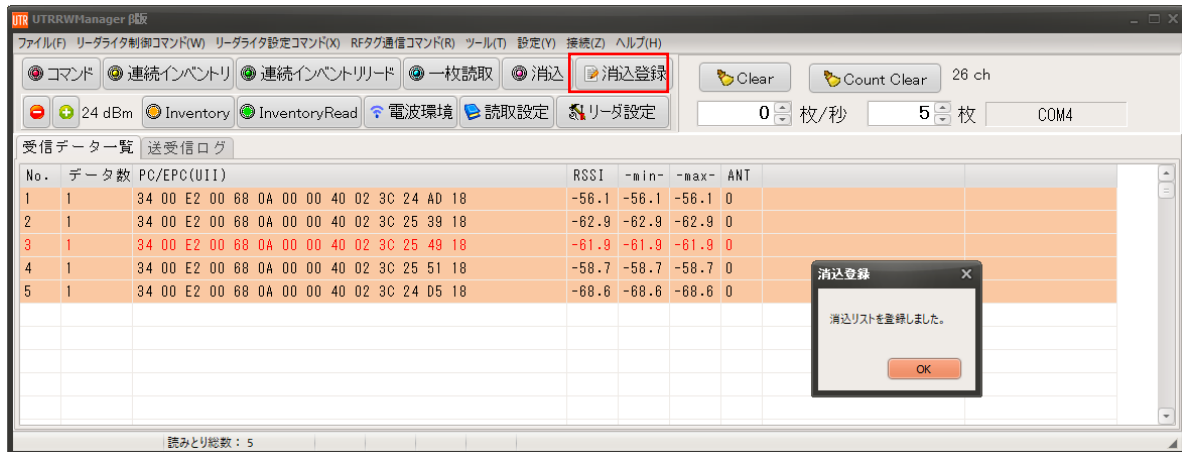 UTR UTRRWManager β版
ファイル(F) リーダライタ制御コマンド(W) リーダライタ設定コマンド(X) RFタグ通信コマンド(R) ツール(T) 設定(Y) 接続(Z) ヘルプ(H)
コマンド 連続インベントリ 連続インベントリリード 一枚読取 消込 消込登録 Clear Count Clear 26 ch
24 dBm Inventory InventoryRead 電波環境 読取設定 リーダ設定 0 枚/秒 5 枚 COM4
受信データ一覧 送受信ログ
No. データ数 PC/EPC(UII) RSSI -min- -max- ANT
1 1 34 00 E2 00 68 0A 00 00 40 02 3C 24 AD 18 -56.1 -56.1 -56.1 0
2 1 34 00 E2 00 68 0A 00 00 40 02 3C 25 39 18 -62.9 -62.9 -62.9 0
3 1 34 00 E2 00 68 0A 00 00 40 02 3C 25 49 18 -61.9 -61.9 -61.9 0
4 1 34 00 E2 00 68 0A 00 00 40 02 3C 25 51 18 -58.7 -58.7 -58.7 0
5 1 34 00 E2 00 68 0A 00 00 40 02 3C 24 D5 18 -68.6 -68.6 -68.6 0
消込登録
消込リストを登録しました。
OK
読みとり総数: 5